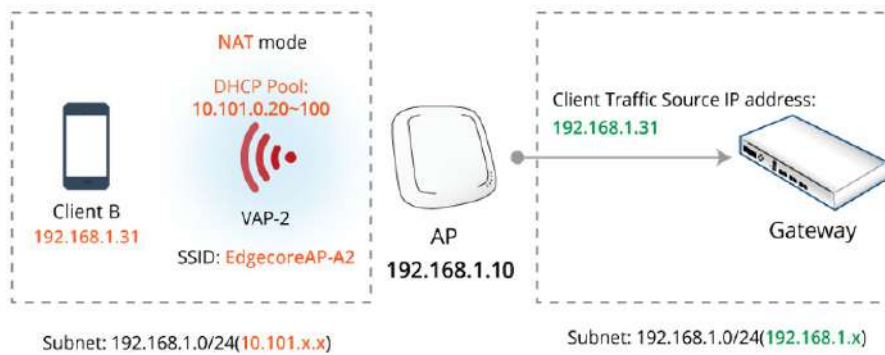 NAT mode
DHCP Pool:
10.101.0.20~100
Client B
192.168.1.31
VAP-2
SSID: EdgecoreAP-A2
AP
192.168.1.10
Client Traffic Source IP address:
192.168.1.31
Gateway
Subnet: 192.168.1.0/24(10.101.x.x)
Subnet: 192.168.1.0/24(192.168.1.x)